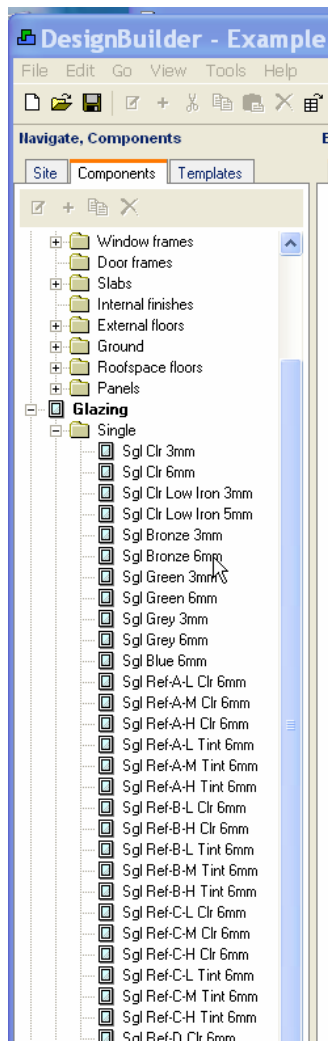 DesignBuilder - Example
File Edit Go View Tools Help
Navigate, Components
E
Site Components Templates
Window frames
Door frames
Slabs
Internal finishes
External floors
Ground
Roofspace floors
Panels
Glazing
Single
Sgl Clr 3mm
Sgl Clr 6mm
Sgl Clr Low Iron 3mm
Sgl Clr Low Iron 5mm
Sgl Bronze 3mm
Sgl Bronze 6mm
Sgl Green 3mm
Sgl Green 6mm
Sgl Grey 3mm
Sgl Grey 6mm
Sgl Blue 6mm
Sgl Ref-A-L Clr 6mm
Sgl Ref-A-M Clr 6mm
Sgl Ref-A-H Clr 6mm
Sgl Ref-A-L Tint 6mm
Sgl Ref-A-M Tint 6mm
Sgl Ref-A-H Tint 6mm
Sgl Ref-B-L Clr 6mm
Sgl Ref-B-H Clr 6mm
Sgl Ref-B-L Tint 6mm
Sgl Ref-B-M Tint 6mm
Sgl Ref-B-H Tint 6mm
Sgl Ref-C-L Clr 6mm
Sgl Ref-C-M Clr 6mm
Sgl Ref-C-H Clr 6mm
Sgl Ref-C-L Tint 6mm
Sgl Ref-C-M Tint 6mm
Sgl Ref-C-H Tint 6mm
Sgl Ref-D Clr 6mm